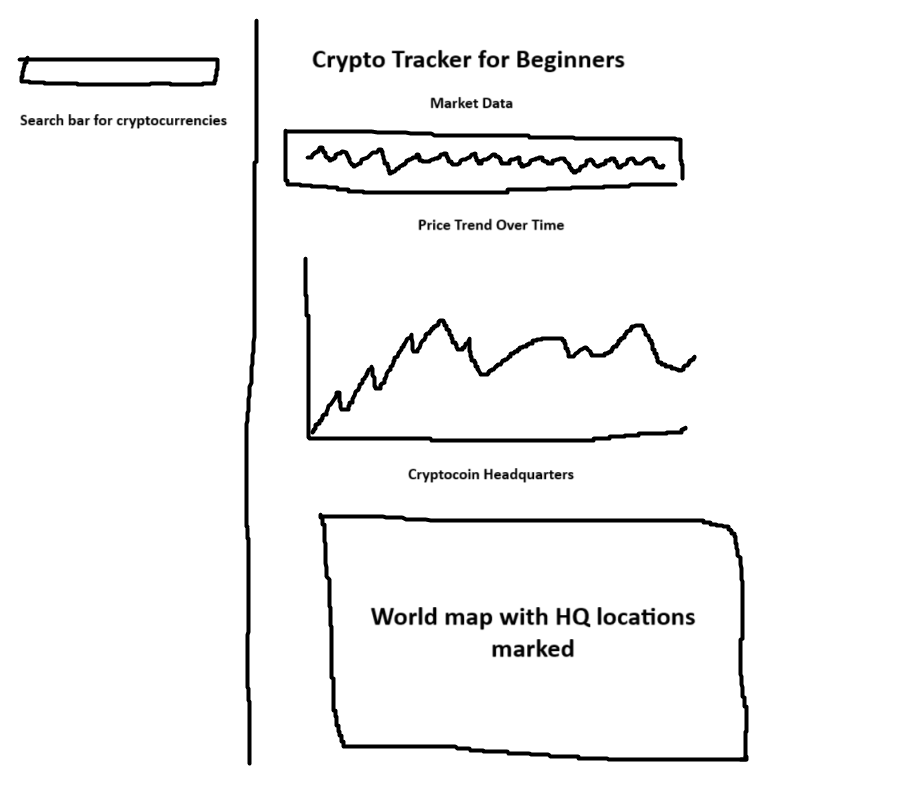 Search bar for cryptocurrencies
Crypto Tracker for Beginners
Market Data
Price Trend Over Time
Cryptocoin Headquarters
World map with HQ locations
marked